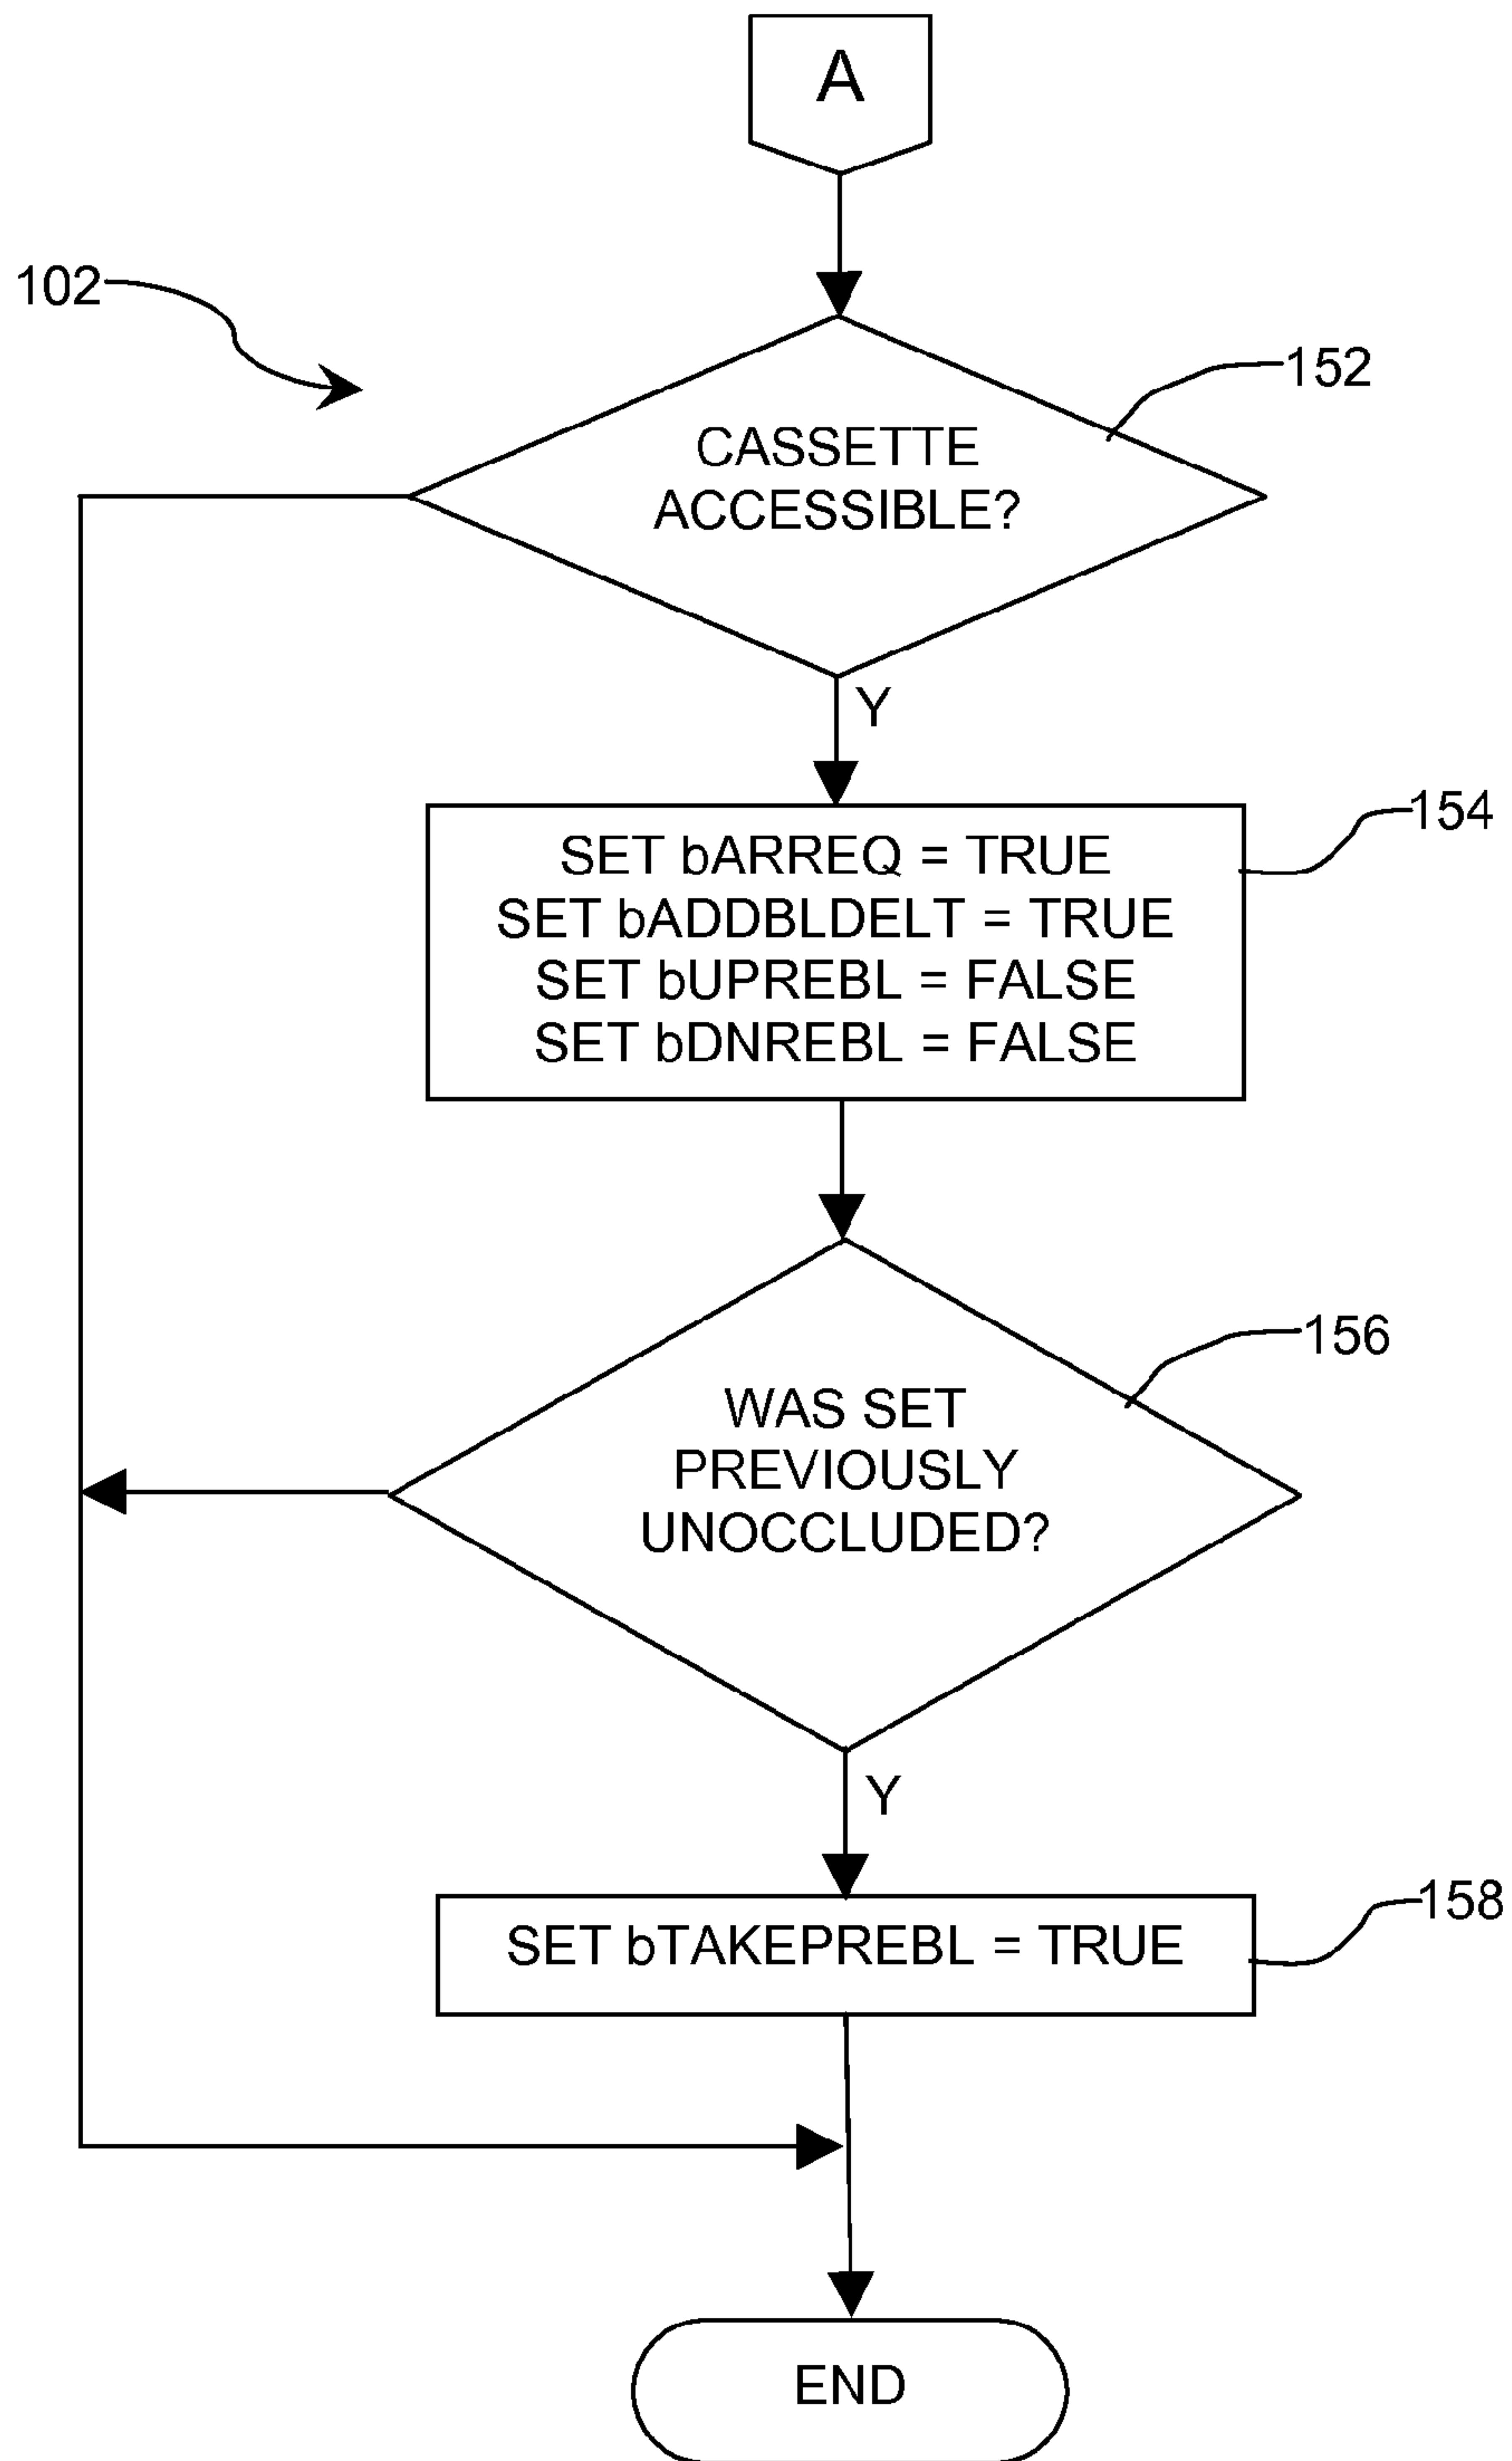 A
102
152
CASSETTE
ACCESSIBLE?
Y
154
SET bARREQ = TRUE
SET bADDBLDELT = TRUE
SET bUPREBL = FALSE
SET bDNREBL = FALSE
156
WAS SET
PREVIOUSLY
UNOCCLUDED?
Y
158
SET bTAKEPREBL = TRUE
END